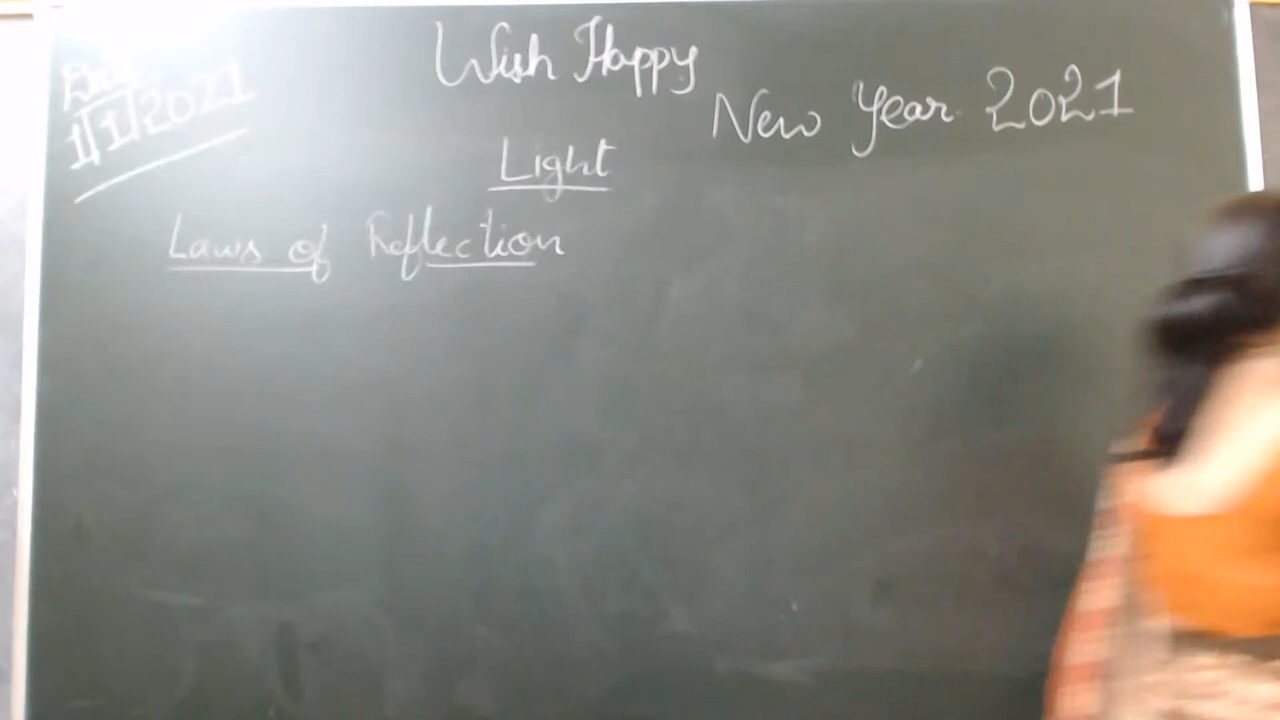 Date
1/1/2021
Wish Happy
New Year 2021
Light
Laws of Reflection